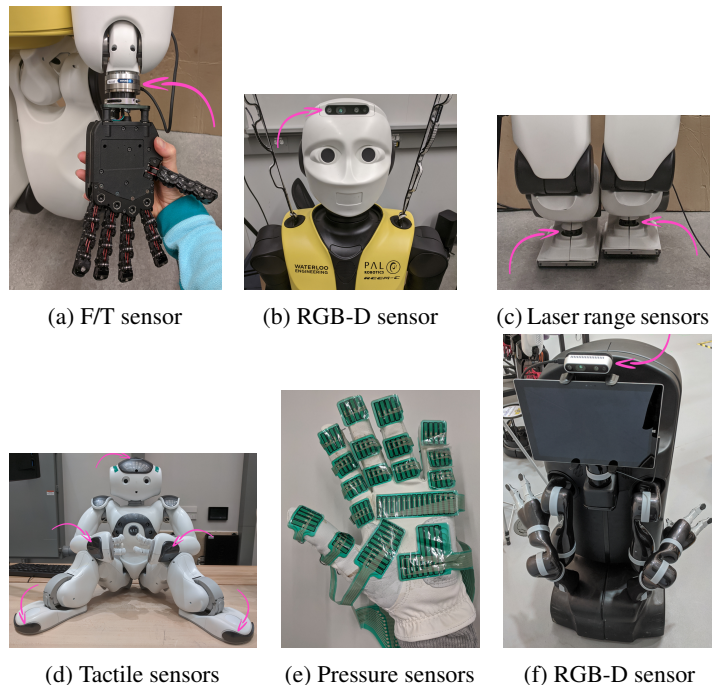 WATERLOO
ENGINEERING
PAL
ROBOTICS
REEM-C
(a) F/T sensor
(b) RGB-D sensor
(c) Laser range sensors
(d) Tactile sensors
(e) Pressure sensors
(f) RGB-D sensor